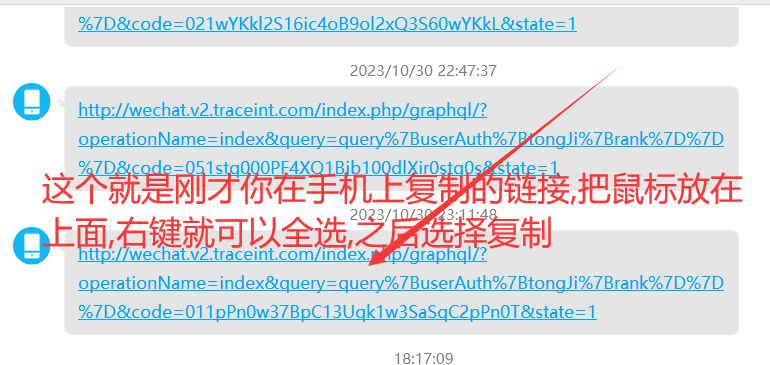 %7D&code=021wYKkl2S16ic4oB9ol2xQ3S60wYKkL&state=1
2023/10/30 22:47:37
http://wechat.v2.traceint.com/index.php/graphql/?
operationName=index&query=query%7BuserAuth%7BtongJi%7Brank%7D%7D
%7D&code=051stq000PF4XQ1Bjb100dlXir0stq0s&state=1
这个就是刚才你在手机上复制的链接,把鼠标放在
2023/10/30 23:11:48
上面,右键就可以全选,之后选择复制
http://wechat.v2.traceint.com/index.php/graphql/?
operationName=index&query=query%7BuserAuth%7BtongJi%7Brank%7D%7D
%7D&code=011pPn0w37BpC13Uqk1w3SaSqC2pPn0T&state=1
18:17:09